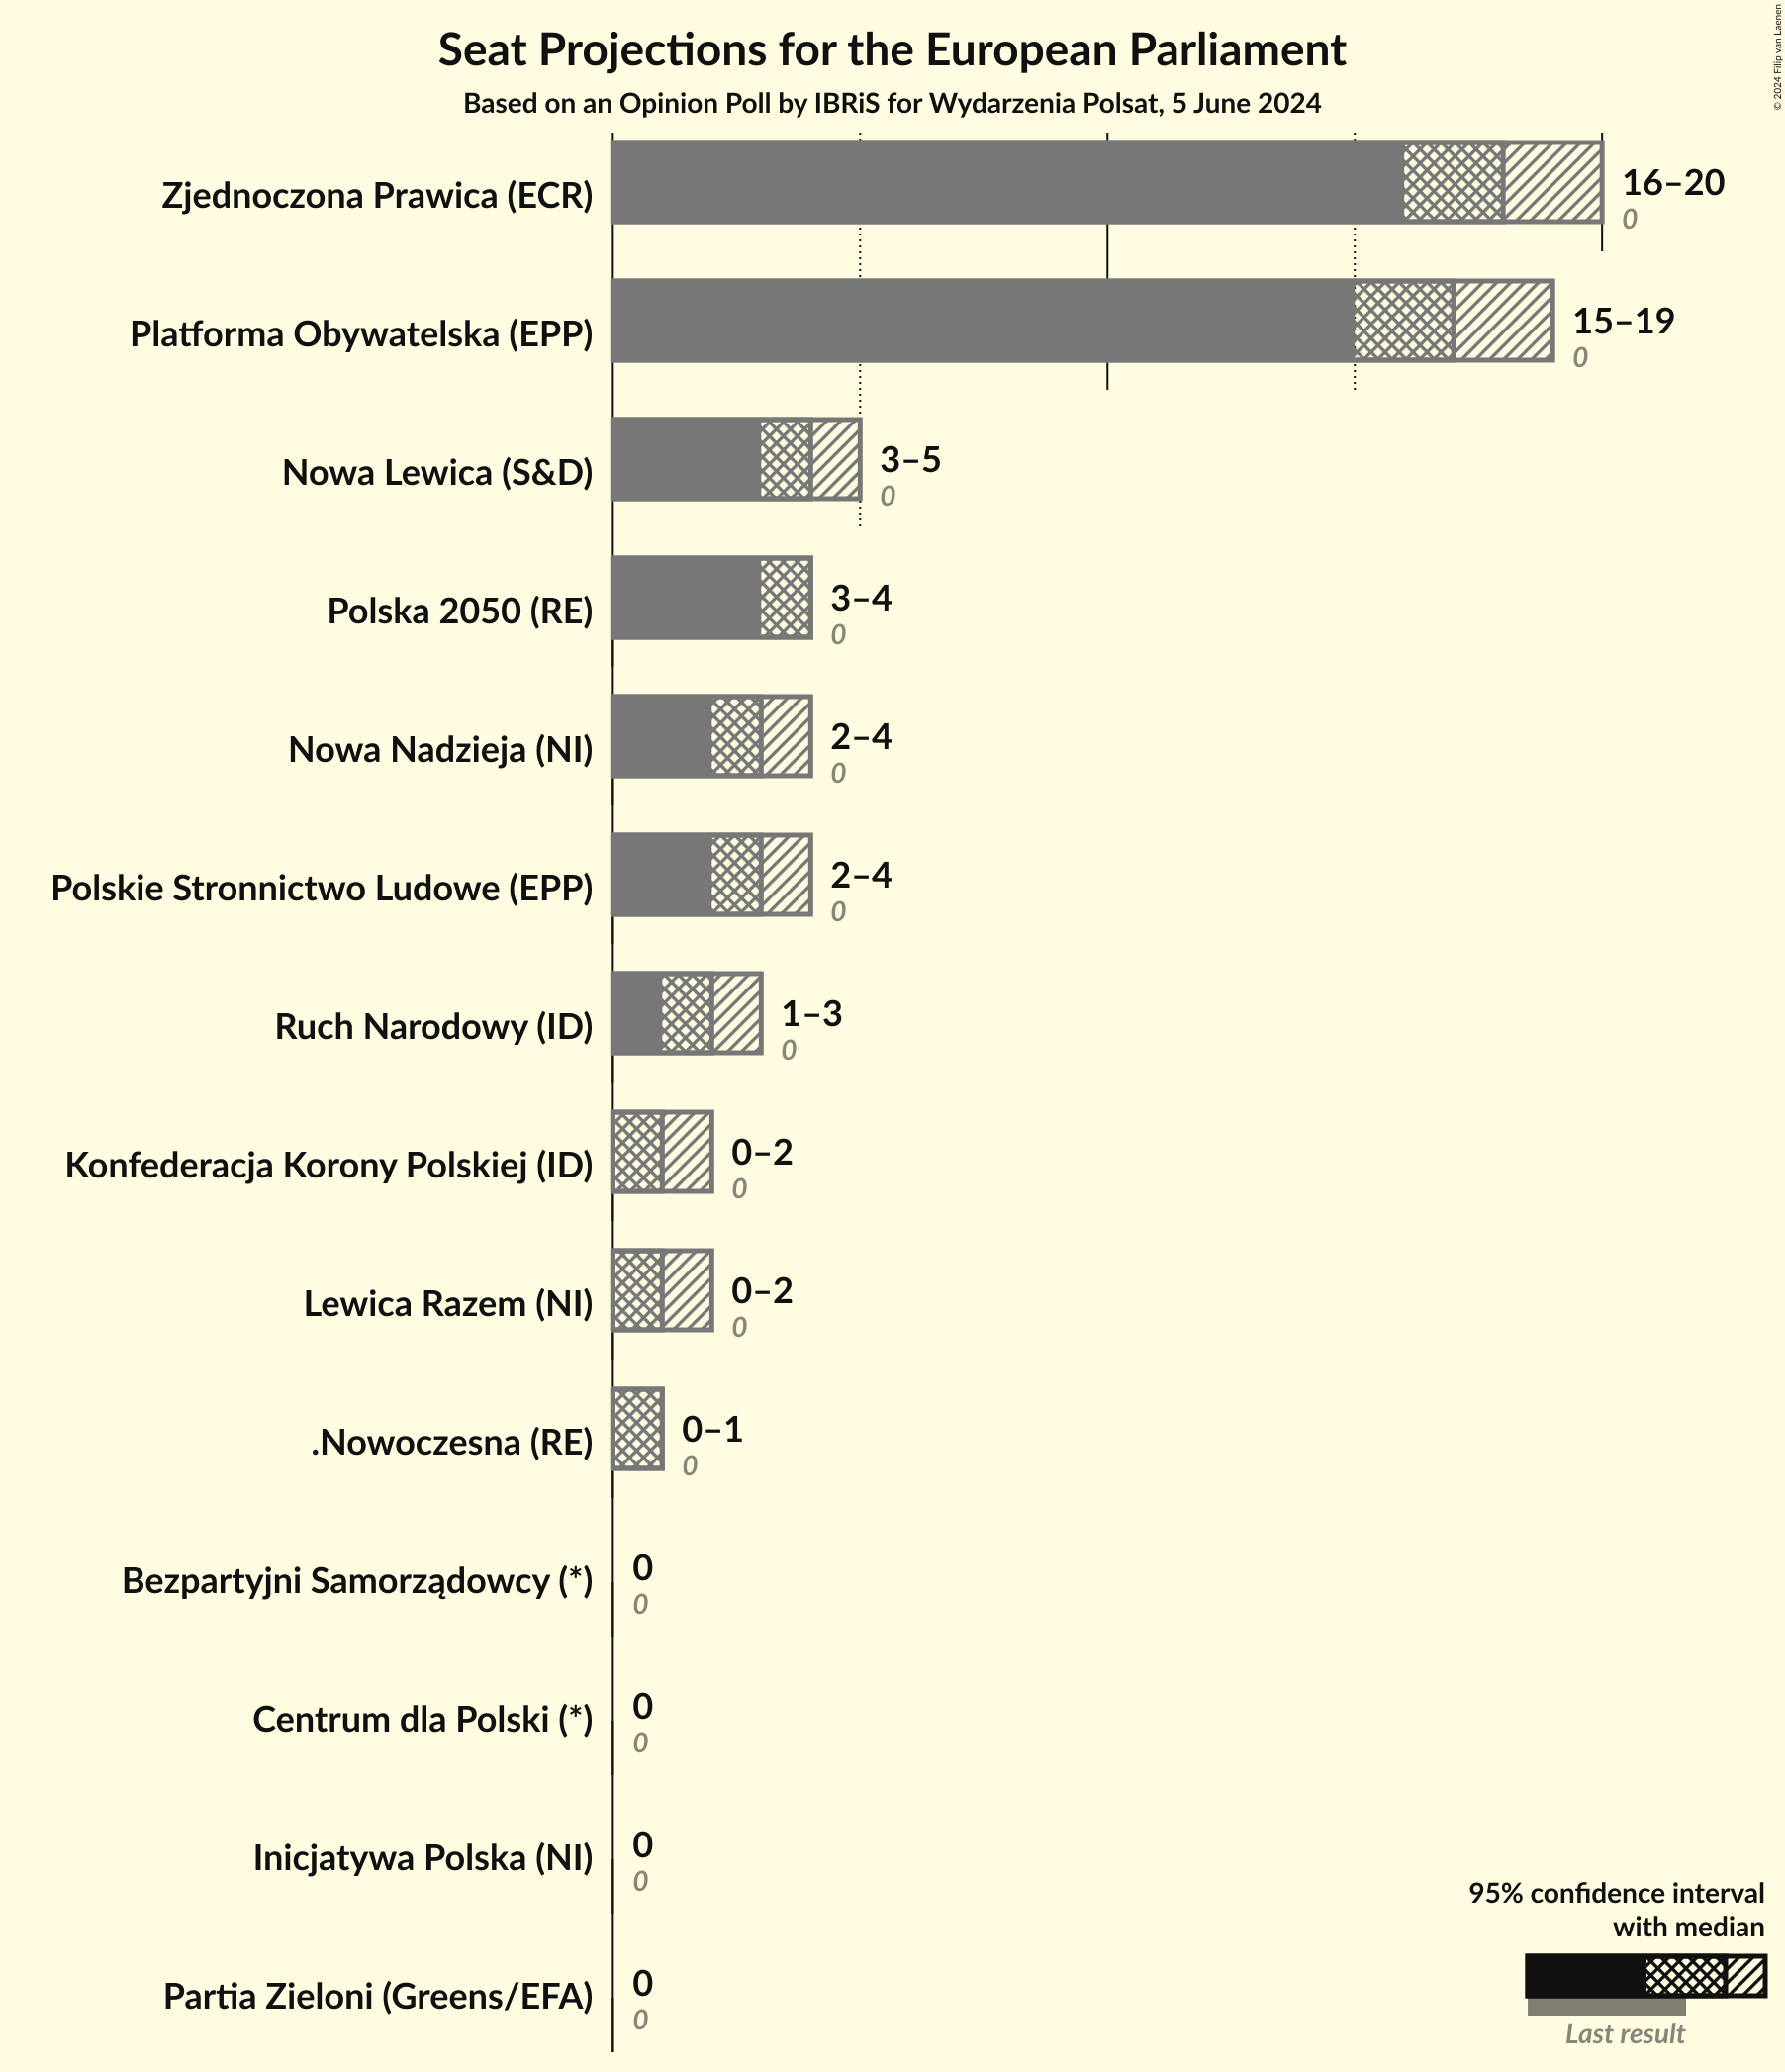 Seat Projections for the European Parliament
Based on an Opinion Poll by IBRiS for Wydarzenia Polsat, 5 June 2024
© 2024 Filip van Laenen
Zjednoczona Prawica (ECR)
16–20
0
Platforma Obywatelska (EPP)
15–19
0
Nowa Lewica (S&D)
3–5
0
Polska 2050 (RE)
3–4
0
Nowa Nadzieja (NI)
2–4
0
Polskie Stronnictwo Ludowe (EPP)
2–4
0
Ruch Narodowy (ID)
1–3
0
Konfederacja Korony Polskiej (ID)
0–2
0
Lewica Razem (NI)
0–2
0
.Nowoczesna (RE)
0–1
0
Bezpartyjni Samorządowcy (*)
0
0
Centrum dla Polski (*)
0
0
Inicjatywa Polska (NI)
0
0
Partia Zieloni (Greens/EFA)
0
0
95% confidence interval
with median
Last result